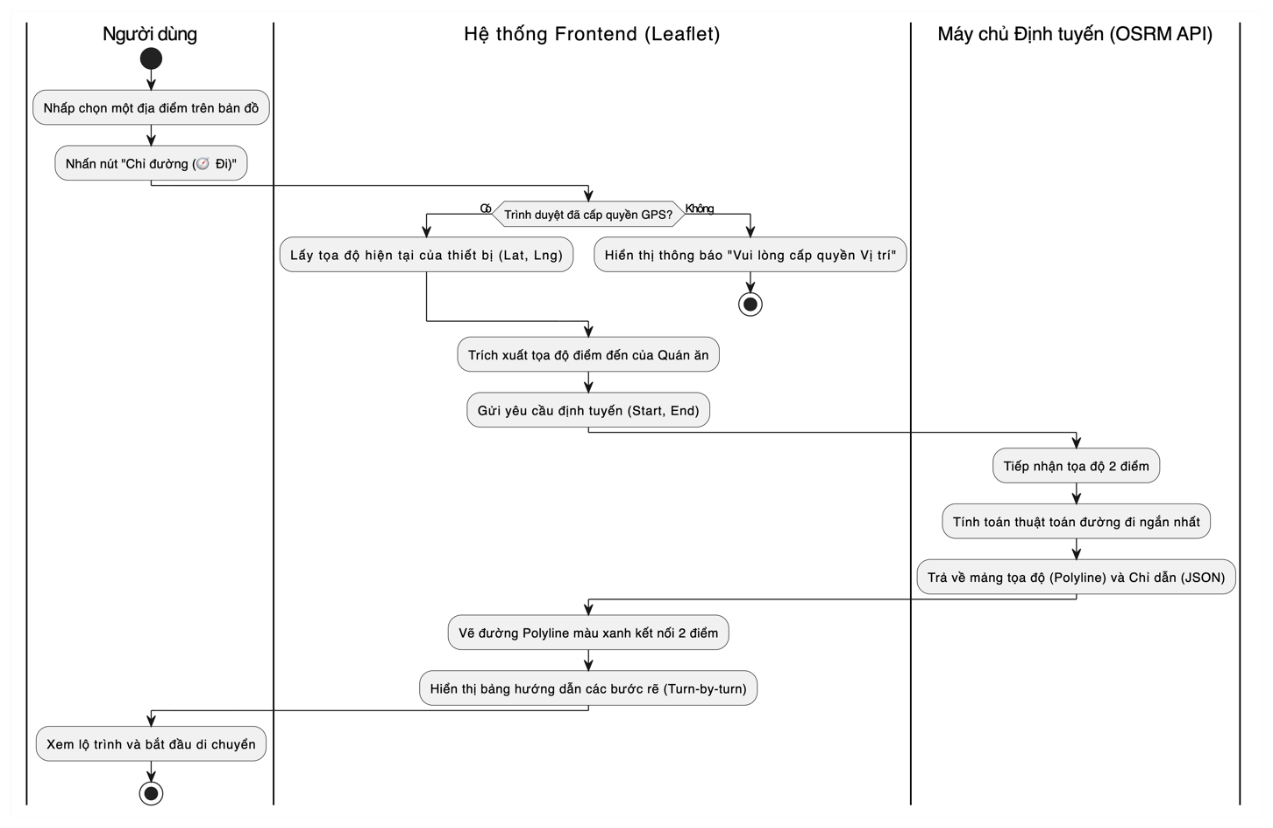 Người dùng
Hệ thống Frontend (Leaflet)
Máy chủ Định tuyến (OSRM API)
Nhấp chọn một địa điểm trên bản đồ
Nhấn nút "Chỉ đường (🧭 Đi)"
Trình duyệt đã cấp quyền GPS?
Có
Không
Lấy tọa độ hiện tại của thiết bị (Lat, Lng)
Hiển thị thông báo "Vui lòng cấp quyền Vị trí"
Trích xuất tọa độ điểm đến của Quán ăn
Gửi yêu cầu định tuyến (Start, End)
Tiếp nhận tọa độ 2 điểm
Tính toán thuật toán đường đi ngắn nhất
Trả về mảng tọa độ (Polyline) và Chỉ dẫn (JSON)
Vẽ đường Polyline màu xanh kết nối 2 điểm
Hiển thị bảng hướng dẫn các bước rẽ (Turn-by-turn)
Xem lộ trình và bắt đầu di chuyển